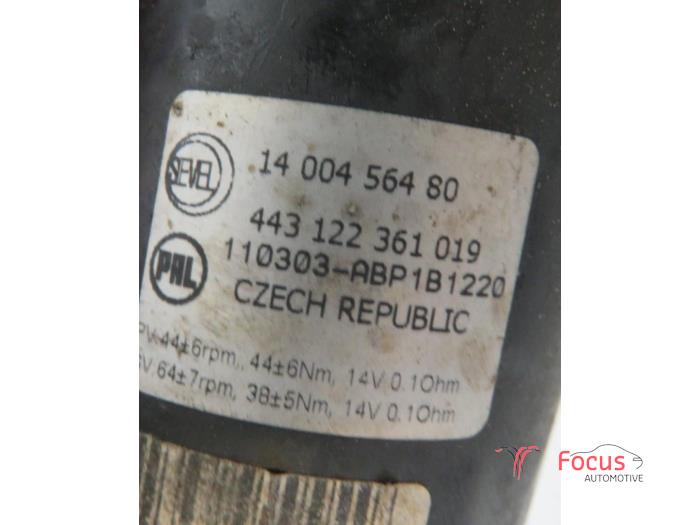 SEVEL
14 004 564 80
443 122 361 019
PAL
110303-ABP1B1220
CZECH REPUBLIC
PV.44±6rpm,, 44±6Nm, 14V 0.1Ohm
GV.64±7rpm, 38±5Nm, 14V 0.1Ohm
Focus
AUTOMOTIVE